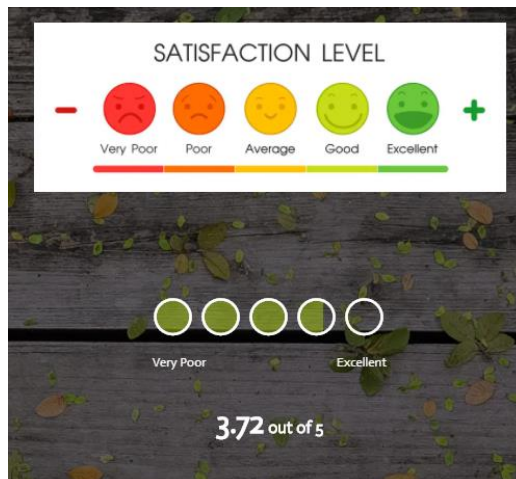 SATISFACTION LEVEL
Very Poor Poor Average Good Excellent
Very Poor Excellent
3.72 out of 5